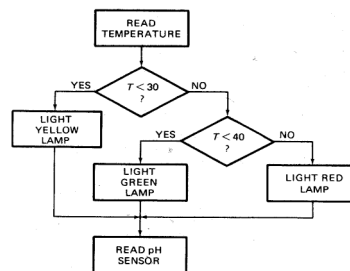 READ
TEMPERATURE
T < 30
?
YES
NO
LIGHT
YELLOW
LAMP
T < 40
?
YES
NO
LIGHT
GREEN
LAMP
LIGHT RED
LAMP
READ pH
SENSOR